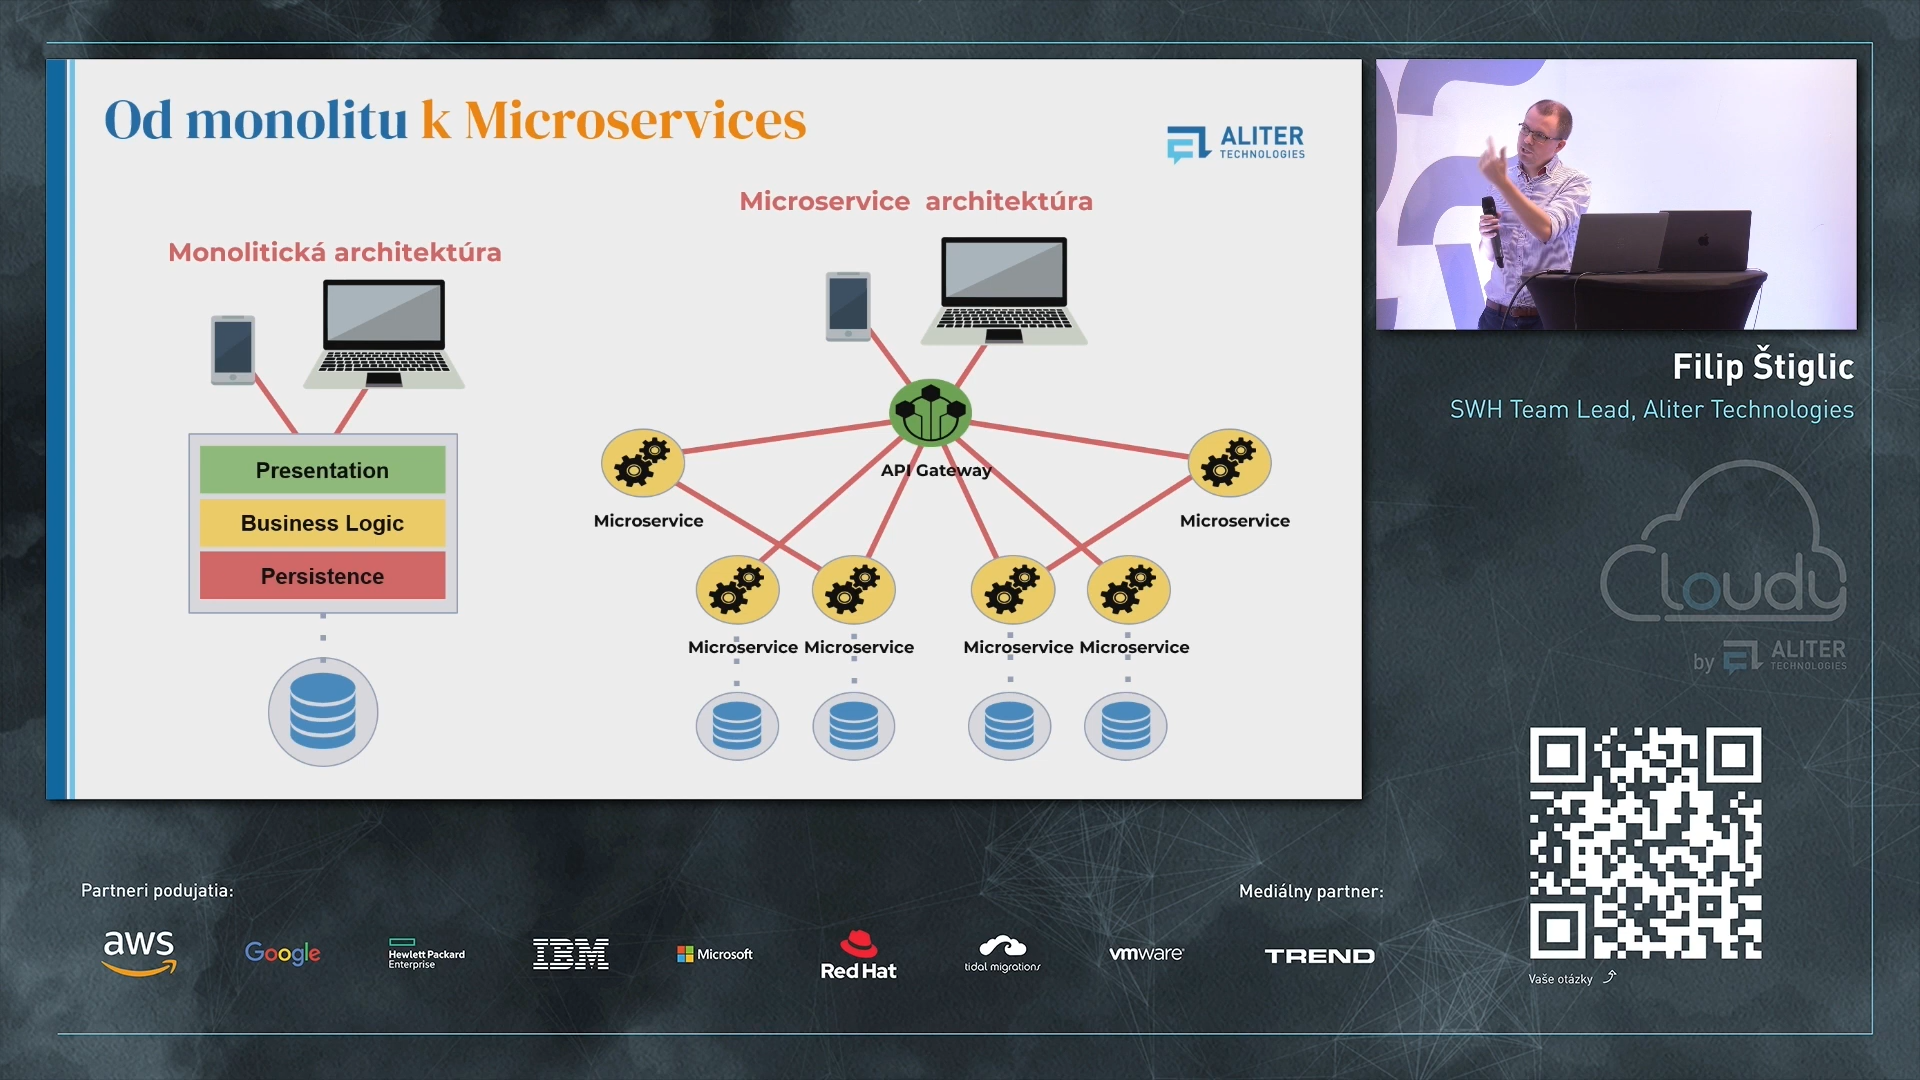 Od monolitu k Microservices
ALITER
TECHNOLOGIES
Microservice architektúra
Monolitická architektúra
Presentation
Business Logic
Persistence
API Gateway
Microservice
Microservice
Microservice Microservice
Microservice Microservice
Filip Štiglic
SWH Team Lead, Aliter Technologies
Cloudy
by ALITER
TECHNOLOGIES
Partneri podujatia:
Mediálny partner:
aws
Google
Hewlett Packard
Enterprise
IBM
Microsoft
Red Hat
tidal migrations
vmware
TREND
Vaše otázky